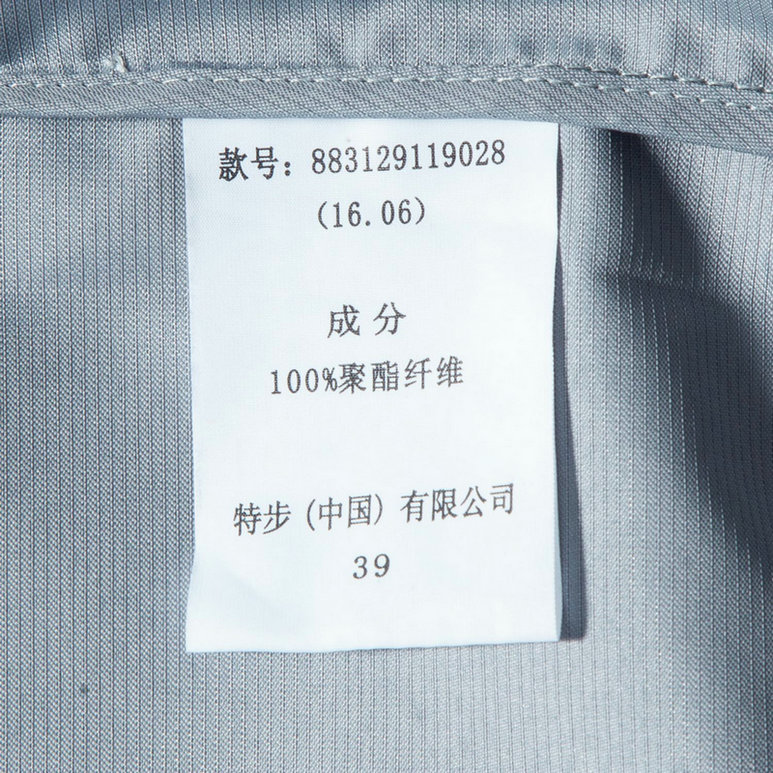 款号：883129119028
(16.06)
成分
100%聚酯纤维
特步(中国)有限公司
39